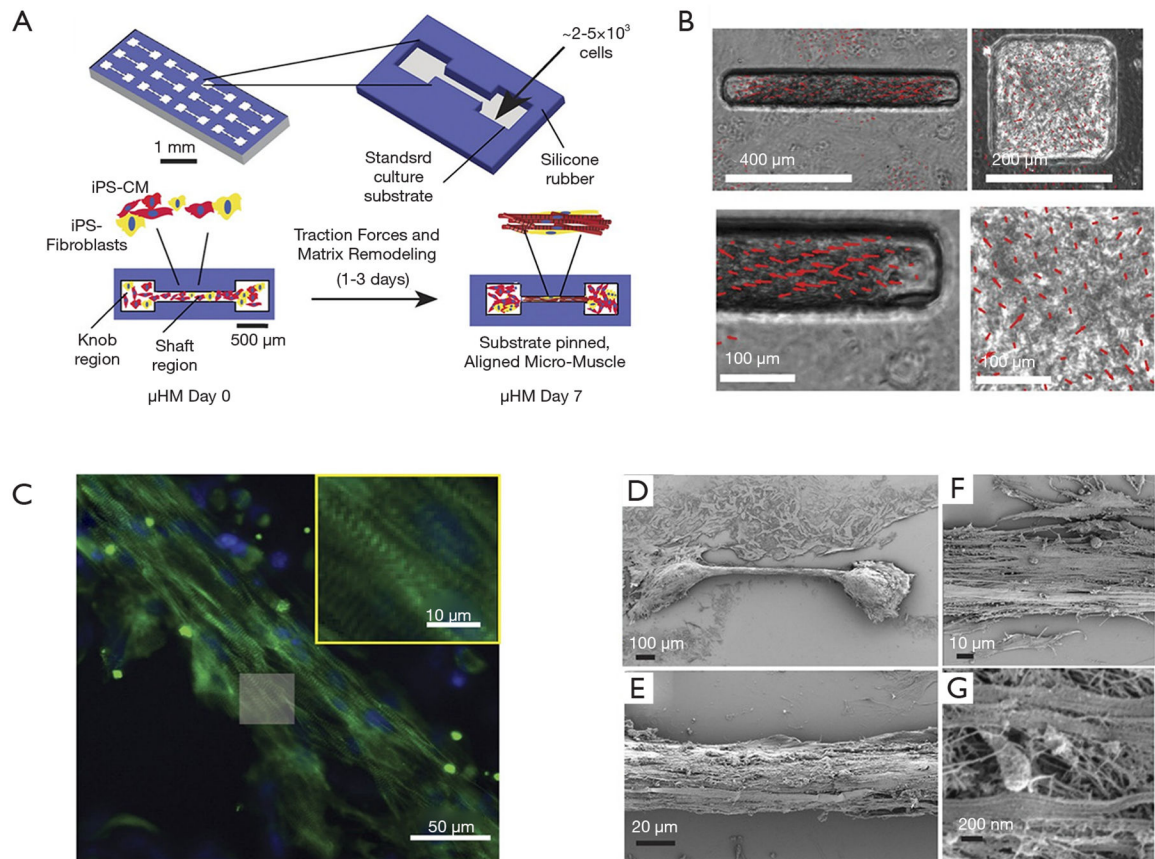 A
~2-5×10³
cells
1 mm
Standsrd
culture
substrate
Silicone
rubber
iPS-CM
iPS-
Fibroblasts
Traction Forces and
Matrix Remodeling
(1-3 days)
Knob
region
Shaft
region
500 µm
Substrate pinned,
Aligned Micro-Muscle
µHM Day 0
µHM Day 7
B
400 µm
200 µm
100 µm
100 µm
C
10 µm
50 µm
D
100 µm
F
10 µm
E
20 µm
G
200 nm